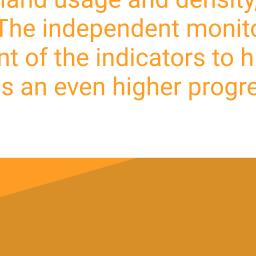 land usage and density,
The independent monito
nt of the indicators to h
s an even higher progre